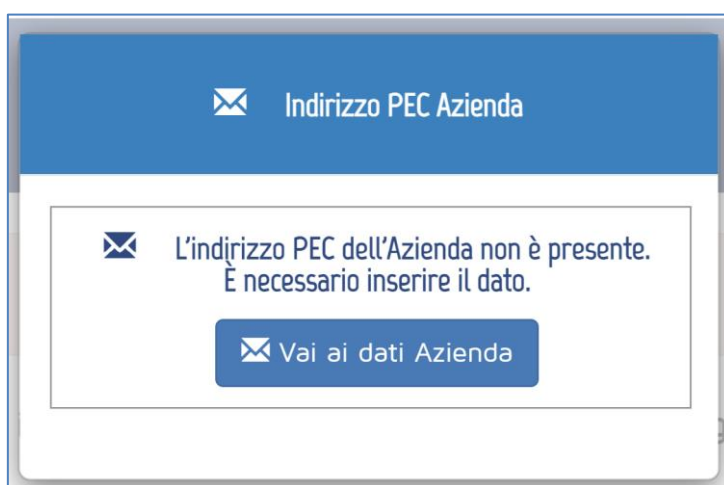 Indirizzo PEC Azienda
L'indirizzo PEC dell'Azienda non è presente.
È necessario inserire il dato.
Vai ai dati Azienda